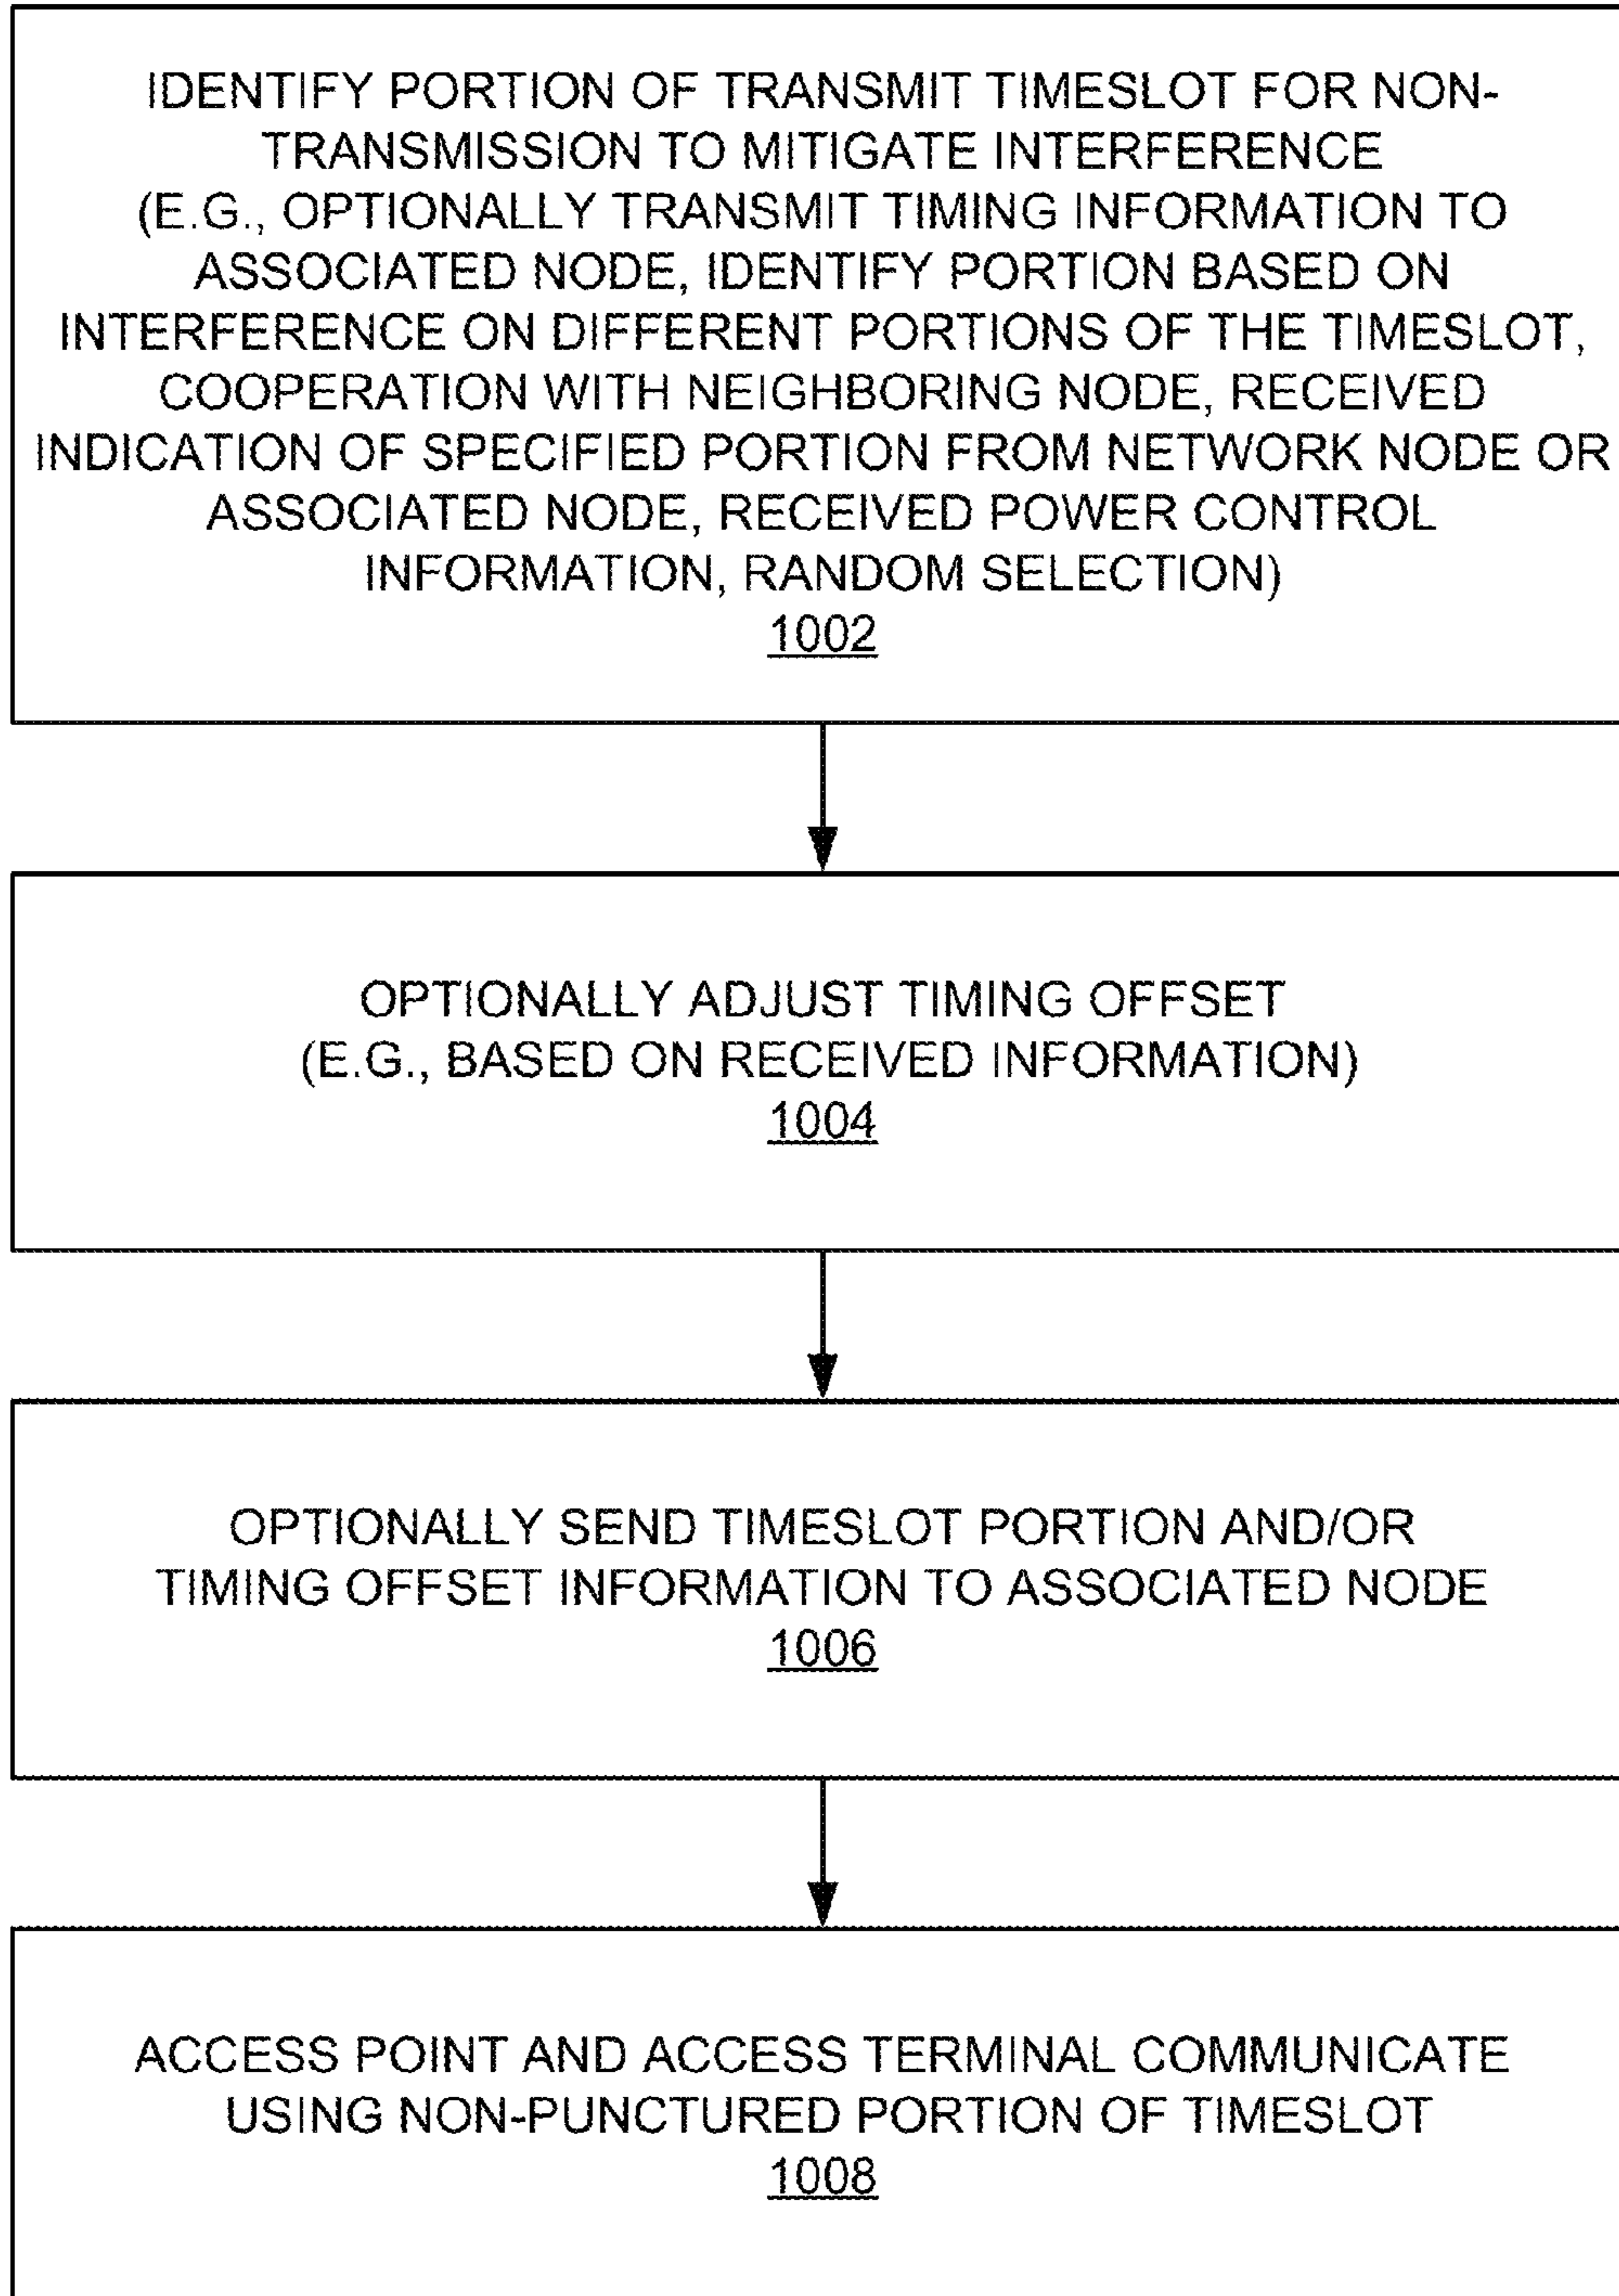 IDENTIFY PORTION OF TRANSMIT TIMESLOT FOR NON-
TRANSMISSION TO MITIGATE INTERFERENCE
(E.G., OPTIONALLY TRANSMIT TIMING INFORMATION TO
ASSOCIATED NODE, IDENTIFY PORTION BASED ON
INTERFERENCE ON DIFFERENT PORTIONS OF THE TIMESLOT,
COOPERATION WITH NEIGHBORING NODE, RECEIVED
INDICATION OF SPECIFIED PORTION FROM NETWORK NODE OR
ASSOCIATED NODE, RECEIVED POWER CONTROL
INFORMATION, RANDOM SELECTION)
1002
OPTIONALLY ADJUST TIMING OFFSET
(E.G., BASED ON RECEIVED INFORMATION)
1004
OPTIONALLY SEND TIMESLOT PORTION AND/OR
TIMING OFFSET INFORMATION TO ASSOCIATED NODE
1006
ACCESS POINT AND ACCESS TERMINAL COMMUNICATE
USING NON-PUNCTURED PORTION OF TIMESLOT
1008